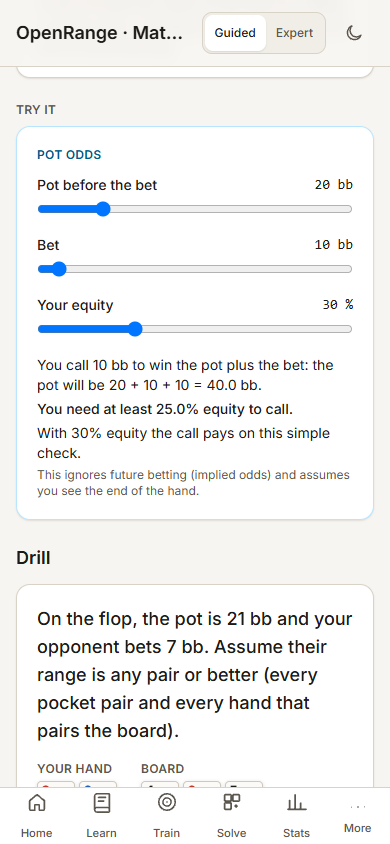 OpenRange · Mat...
Guided
Expert
TRY IT
POT ODDS
Pot before the bet
20 bb
Bet
10 bb
Your equity
30 %
You call 10 bb to win the pot plus the bet: the
pot will be 20 + 10 + 10 = 40.0 bb.
You need at least 25.0% equity to call.
With 30% equity the call pays on this simple
check.
This ignores future betting (implied odds) and assumes
you see the end of the hand.
Drill
On the flop, the pot is 21 bb and your
opponent bets 7 bb. Assume their
range is any pair or better (every
pocket pair and every hand that
pairs the board).
YOUR HAND
BOARD
Home
Learn
Train
Solve
Stats
More